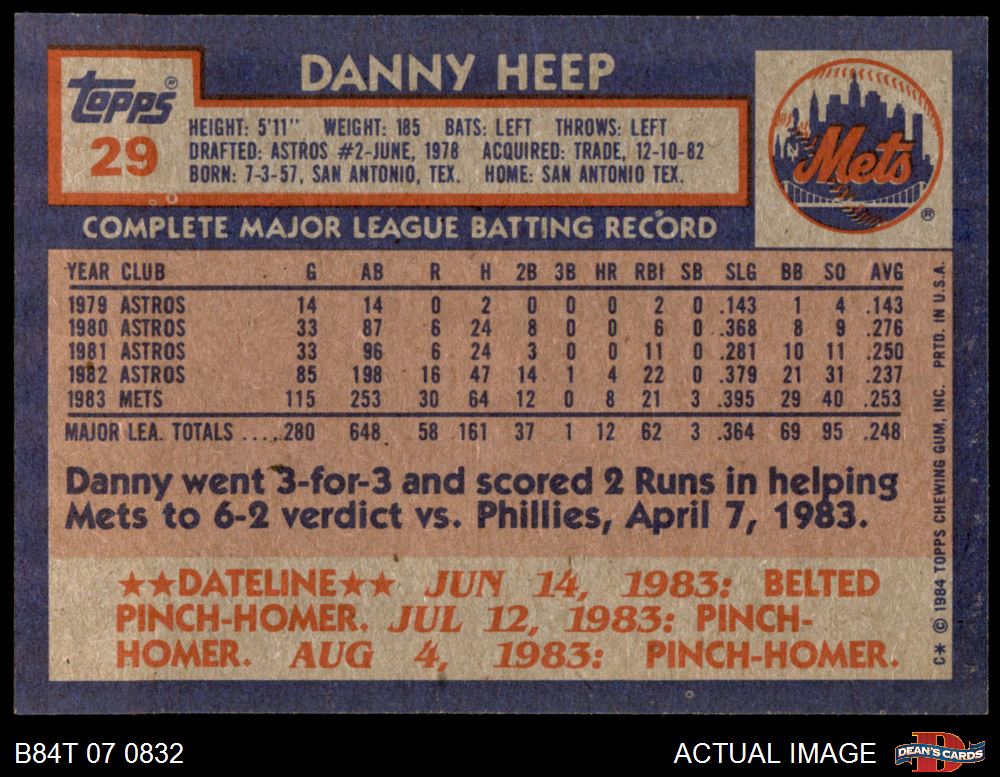 DANNY HEEP
Topps®
29
HEIGHT: 5'11" WEIGHT: 185 BATS: LEFT THROWS: LEFT
DRAFTED: ASTROS #2-JUNE, 1978 ACQUIRED: TRADE, 12-10-82
BORN: 7-3-57, SAN ANTONIO, TEX. HOME: SAN ANTONIO TEX.
Mets
®
COMPLETE MAJOR LEAGUE BATTING RECORD
YEAR CLUB G AB R H 2B 3B HR RBI SB SLG BB SO AVG
1979 ASTROS 14 14 0 2 0 0 0 2 0 .143 1 4 .143
1980 ASTROS 33 87 6 24 8 0 0 6 0 .368 8 9 .276
1981 ASTROS 33 96 6 24 3 0 0 11 0 .281 10 11 .250
1982 ASTROS 85 198 16 47 14 1 4 22 0 .379 21 31 .237
1983 METS 115 253 30 64 12 0 8 21 3 .395 29 40 .253
MAJOR LEA. TOTALS .....280 648 58 161 37 1 12 62 3 .364 69 95 .248
Danny went 3-for-3 and scored 2 Runs in helping
Mets to 6-2 verdict vs. Phillies, April 7, 1983.
★★DATELINE★★ JUN 14, 1983: BELTED
PINCH-HOMER. JUL 12, 1983: PINCH-
HOMER. AUG 4, 1983: PINCH-HOMER.
C* © 1984 TOPPS CHEWING GUM, INC. PRTD. IN U.S.A.
B84T 07 0832
ACTUAL IMAGE
DEAN'S CARDS